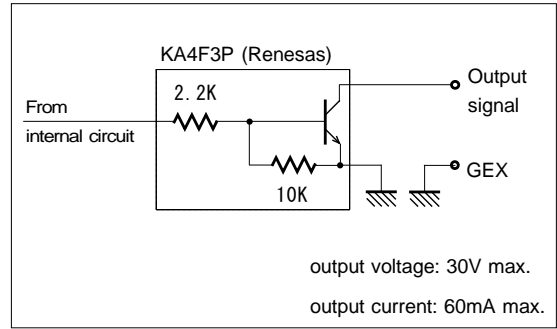 KA4F3P (Renesas)
2.2K
Output
signal
From
internal circuit
GEX
10K
output voltage: 30V max.
output current: 60mA max.